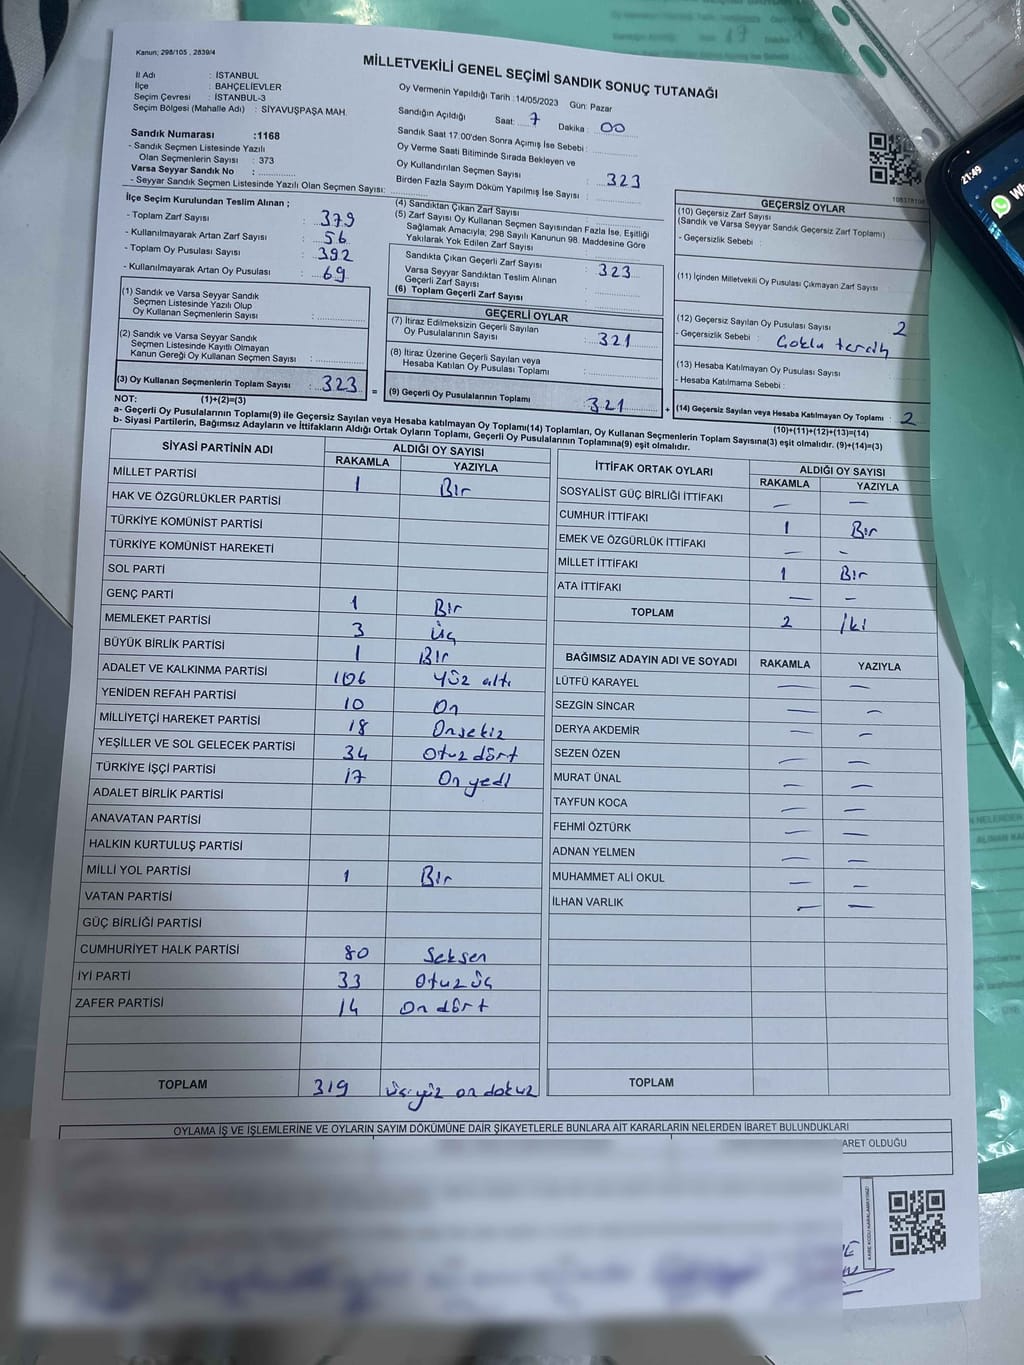 Kanun; 298/105 , 2839/4
MİLLETVEKİLİ GENEL SEÇİMİ SANDIK SONUÇ TUTANAĞI
İl Adı : İSTANBUL
İlçe : BAHÇELİEVLER
Seçim Çevresi : İSTANBUL-3
Seçim Bölgesi (Mahalle Adı) : SİYAVUŞPAŞA MAH.
Sandık Numarası :1168
- Sandık Seçmen Listesinde Yazılı
Olan Seçmenlerin Sayısı : 373
Varsa Seyyar Sandık No :
- Seyyar Sandık Seçmen Listesinde Yazılı Olan Seçmen Sayısı:
Oy Vermenin Yapıldığı Tarih :14/05/2023 Gün: Pazar
Sandığın Açıldığı Saat: 7 Dakika : 00
Sandık Saat 17:00'den Sonra Açımış İse Sebebi :
Oy Verme Saati Bitiminde Sırada Bekleyen ve
Oy Kullandırılan Seçmen Sayısı : 323
Birden Fazla Sayım Döküm Yapılmış İse Sayısı :
İlçe Seçim Kurulundan Teslim Alınan ;
- Toplam Zarf Sayısı : 379
- Kullanılmayarak Artan Zarf Sayısı : 56
- Toplam Oy Pusulası Sayısı : 392
- Kullanılmayarak Artan Oy Pusulası : 69
(1) Sandık ve Varsa Seyyar Sandık
Seçmen Listesinde Yazılı Olup
Oy Kullanan Seçmenlerin Sayısı :
(2) Sandık ve Varsa Seyyar Sandık
Seçmen Listesinde Kayıtlı Olmayan
Kanun Gereği Oy Kullanan Seçmen Sayısı :
(3) Oy Kullanan Seçmenlerin Toplam Sayısı : 323 =
(4) Sandıktan Çıkan Zarf Sayısı
(5) Zarf Sayısı Oy Kullanan Seçmen Sayısından Fazla İse, Eşitliği
Sağlamak Amacıyla; 298 Sayılı Kanunun 98. Maddesine Göre
Yakılarak Yok Edilen Zarf Sayısı
Sandıkta Çıkan Geçerli Zarf Sayısı : 323
Varsa Seyyar Sandıktan Teslim Alınan
Geçerli Zarf Sayısı
(6) Toplam Geçerli Zarf Sayısı
GEÇERLİ OYLAR
(7) İtiraz Edilmeksizin Geçerli Sayılan
Oy Pusulalarının Sayısı : 321
(8) İtiraz Üzerine Geçerli Sayılan veya
Hesaba Katılan Oy Pusulası Toplamı :
(9) Geçerli Oy Pusulalarının Toplamı : 321 +
GEÇERSİZ OYLAR
(10) Geçersiz Zarf Sayısı
(Sandık ve Varsa Seyyar Sandık Geçersiz Zarf Toplamı)
- Geçersizlik Sebebi :
(11) İçinden Milletvekili Oy Pusulası Çıkmayan Zarf Sayısı :
(12) Geçersiz Sayılan Oy Pusulası Sayısı 2
- Geçersizlik Sebebi : Çoklu tercih
(13) Hesaba Katılmayan Oy Pusulası Sayısı :
- Hesaba Katılmama Sebebi :
(14) Geçersiz Sayılan veya Hesaba Katılmayan Oy Toplamı : 2
NOT: (1)+(2)=(3)
(10)+(11)+(12)+(13)=(14)
a- Geçerli Oy Pusulalarının Toplamı(9) ile Geçersiz Sayılan veya Hesaba katılmayan Oy Toplamı(14) Toplamları, Oy Kullanan Seçmenlerin Toplam Sayısına(3) eşit olmalıdır. (9)+(14)=(3)
b- Siyasi Partilerin, Bağımsız Adayların ve İttifakların Aldığı Ortak Oyların Toplamı, Geçerli Oy Pusulalarının Toplamına(9) eşit olmalıdır.
SİYASİ PARTİNİN ADI ALDIĞI OY SAYISI
RAKAMLA YAZIYLA
MİLLET PARTİSİ 1 Bir
HAK VE ÖZGÜRLÜKLER PARTİSİ
TÜRKİYE KOMÜNİST PARTİSİ
TÜRKİYE KOMÜNİST HAREKETİ
SOL PARTİ
GENÇ PARTİ 1 Bir
MEMLEKET PARTİSİ 3 üç
BÜYÜK BİRLİK PARTİSİ 1 Bir
ADALET VE KALKINMA PARTİSİ 106 Yüz altı
YENİDEN REFAH PARTİSİ 10 On
MİLLİYETÇİ HAREKET PARTİSİ 18 Onsekiz
YEŞİLLER VE SOL GELECEK PARTİSİ 34 Otuz dört
TÜRKİYE İŞÇİ PARTİSİ 17 On yedi
ADALET BİRLİK PARTİSİ
ANAVATAN PARTİSİ
HALKIN KURTULUŞ PARTİSİ
MİLLİ YOL PARTİSİ 1 Bir
VATAN PARTİSİ
GÜÇ BİRLİĞİ PARTİSİ
CUMHURİYET HALK PARTİSİ 80 Seksen
İYİ PARTİ 33 Otuz üç
ZAFER PARTİSİ 14 On dört
TOPLAM 319 üç yüz on dokuz
İTTİFAK ORTAK OYLARI ALDIĞI OY SAYISI
RAKAMLA YAZIYLA
SOSYALİST GÜÇ BİRLİĞİ İTTİFAKI — —
CUMHUR İTTİFAKI 1 Bir
EMEK VE ÖZGÜRLÜK İTTİFAKI — -
MİLLET İTTİFAKI 1 Bir
ATA İTTİFAKI — —
TOPLAM 2 İki
BAĞIMSIZ ADAYIN ADI VE SOYADI RAKAMLA YAZIYLA
LÜTFÜ KARAYEL — —
SEZGİN SİNCAR — —
DERYA AKDEMİR — —
SEZEN ÖZEN — —
MURAT ÜNAL — —
TAYFUN KOCA — —
FEHMİ ÖZTÜRK — —
ADNAN YELMEN — —
MUHAMMET ALİ OKUL — —
İLHAN VARLIK — —
TOPLAM
OYLAMA İŞ VE İŞLEMLERİNE VE OYLARIN SAYIM DÖKÜMÜNE DAİR ŞİKAYETLERLE BUNLARA AİT KARARLARIN NELERDEN İBARET BULUNDUKLARI
ARET OLDUĞU
21:49